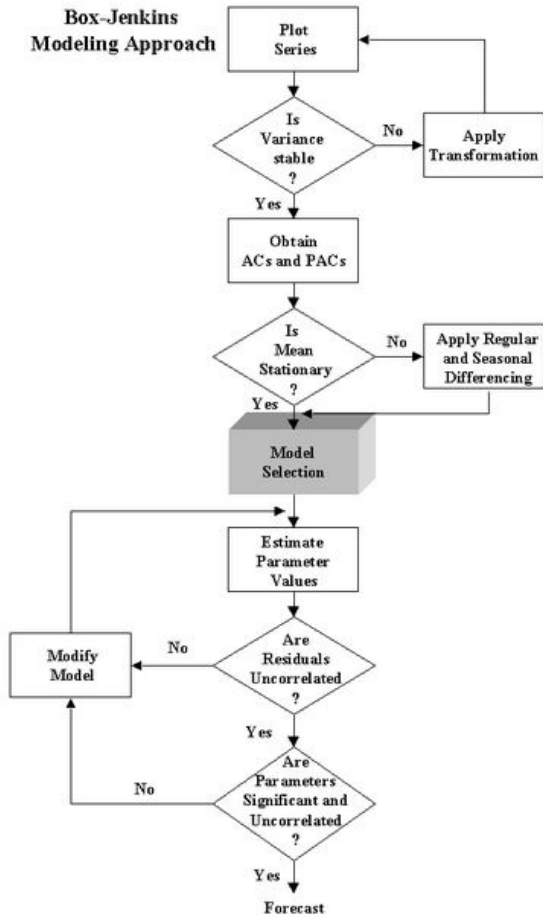 Box-Jenkins
Modeling Approach
Plot
Series
Is
Variance
stable
?
No
Apply
Transformation
Yes
Obtain
ACs and PACs
Is
Mean
Stationary
?
No
Apply Regular
and Seasonal
Differencing
Yes
Model
Selection
Estimate
Parameter
Values
Are
Residuals
Uncorrelated
?
No
Modify
Model
Yes
Are
Parameters
Significant and
Uncorrelated
?
No
Yes
Forecast